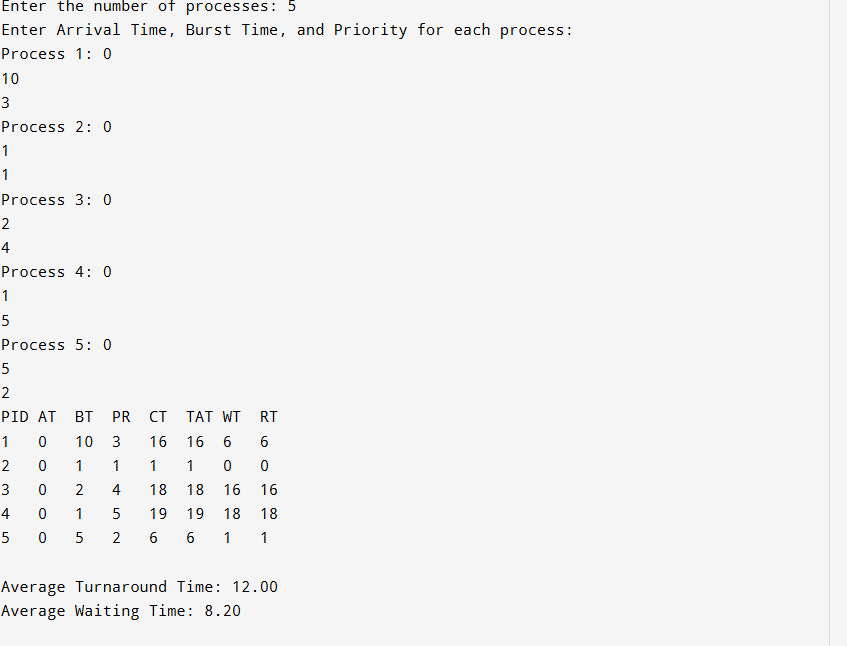 Enter the number of processes: 5
Enter Arrival Time, Burst Time, and Priority for each process:
Process 1: 0
10
3
Process 2: 0
1
1
Process 3: 0
2
4
Process 4: 0
1
5
Process 5: 0
5
2
PID AT  BT  PR  CT  TAT WT  RT
1   0   10  3   16  16  6   6
2   0   1   1   1   1   0   0
3   0   2   4   18  18  16  16
4   0   1   5   19  19  18  18
5   0   5   2   6   6   1   1
Average Turnaround Time: 12.00
Average Waiting Time: 8.20